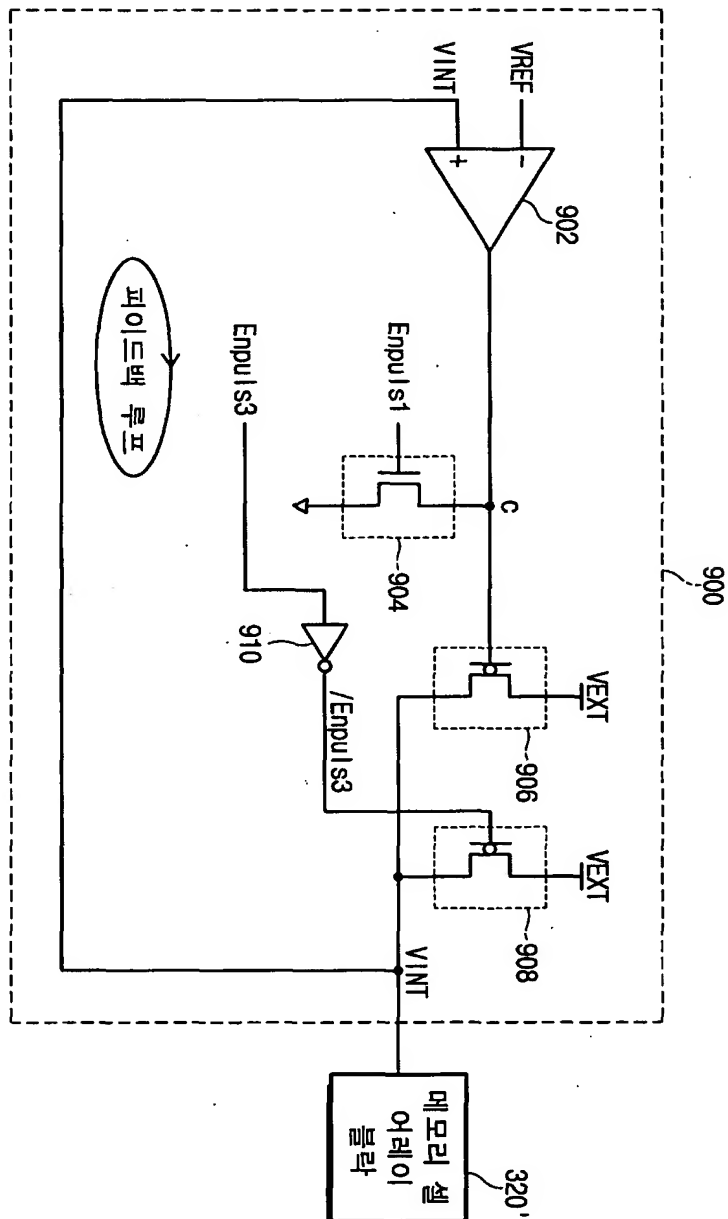 900
VREF
VINT
-
+
902
Enpuls1
C
904
VEXT
906
VEXT
908
피이드백 루프
Enpuls3
910
/Enpuls3
VINT
메모리 셀
어레이
블락
320'